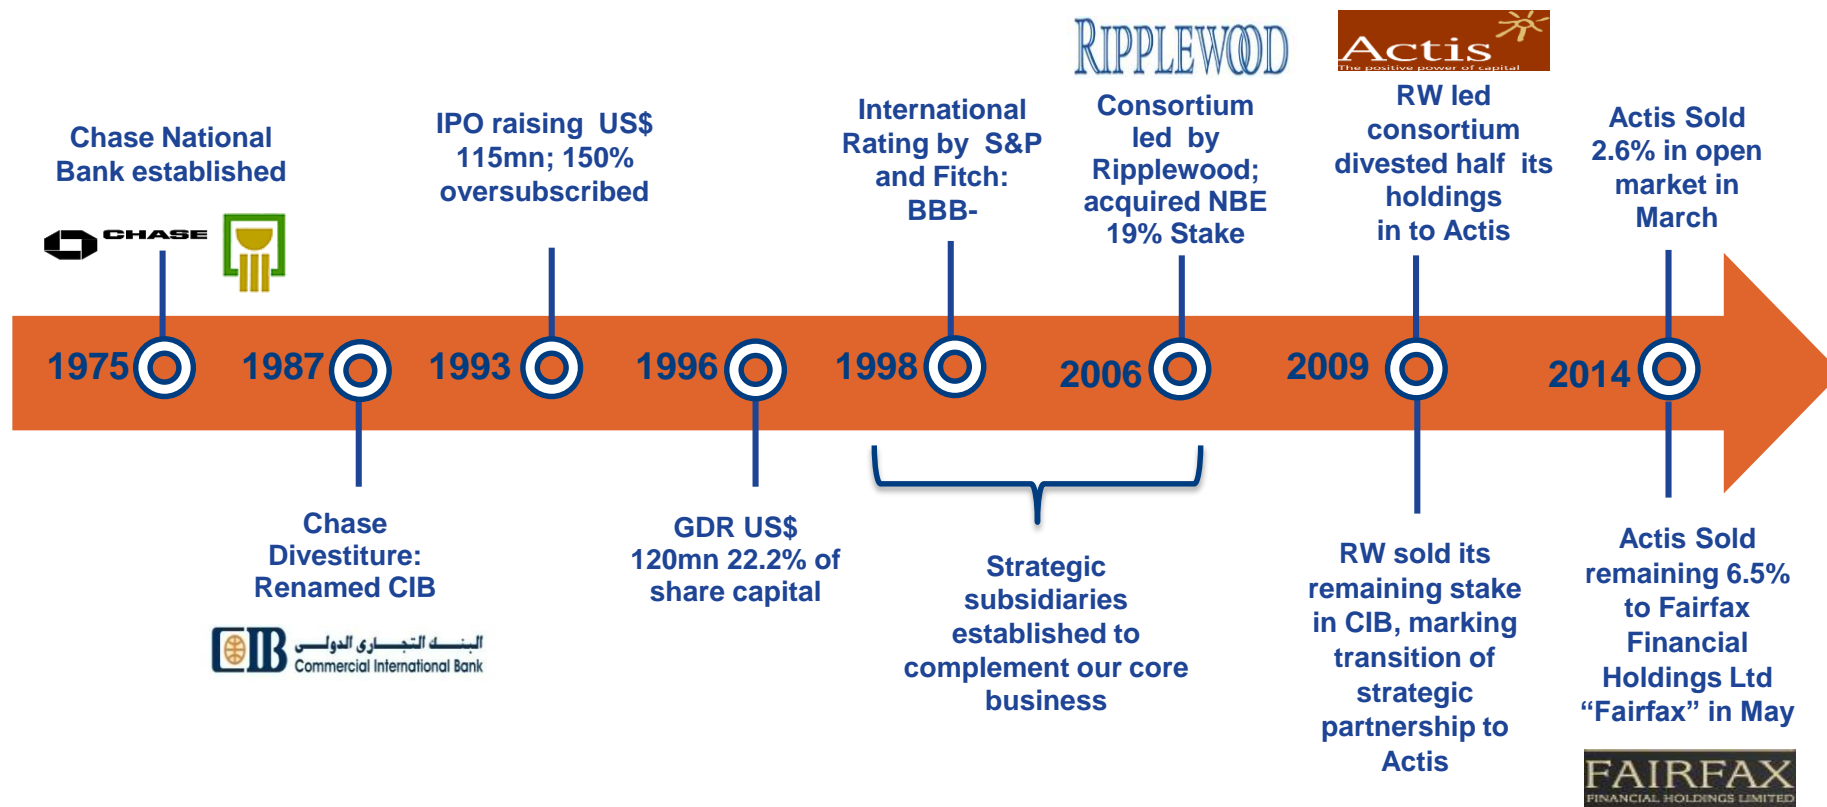 RIPPLEWOOD
Actis
The positive power of capital
Chase National
Bank established
CHASE
IPO raising US$
115mn; 150%
oversubscribed
International
Rating by S&P
and Fitch:
BBB-
Consortium
led by
Ripplewood;
acquired NBE
19% Stake
RW led
consortium
divested half its
holdings
in to Actis
Actis Sold
2.6% in open
market in
March
1975
1987
1993
1996
1998
2006
2009
2014
Chase
Divestiture:
Renamed CIB
CIB
البنك التجارى الدولى
Commercial International Bank
GDR US$
120mn 22.2% of
share capital
Strategic
subsidiaries
established to
complement our core
business
RW sold its
remaining stake
in CIB, marking
transition of
strategic
partnership to
Actis
Actis Sold
remaining 6.5%
to Fairfax
Financial
Holdings Ltd
“Fairfax” in May
FAIRFAX
FINANCIAL HOLDINGS LIMITED